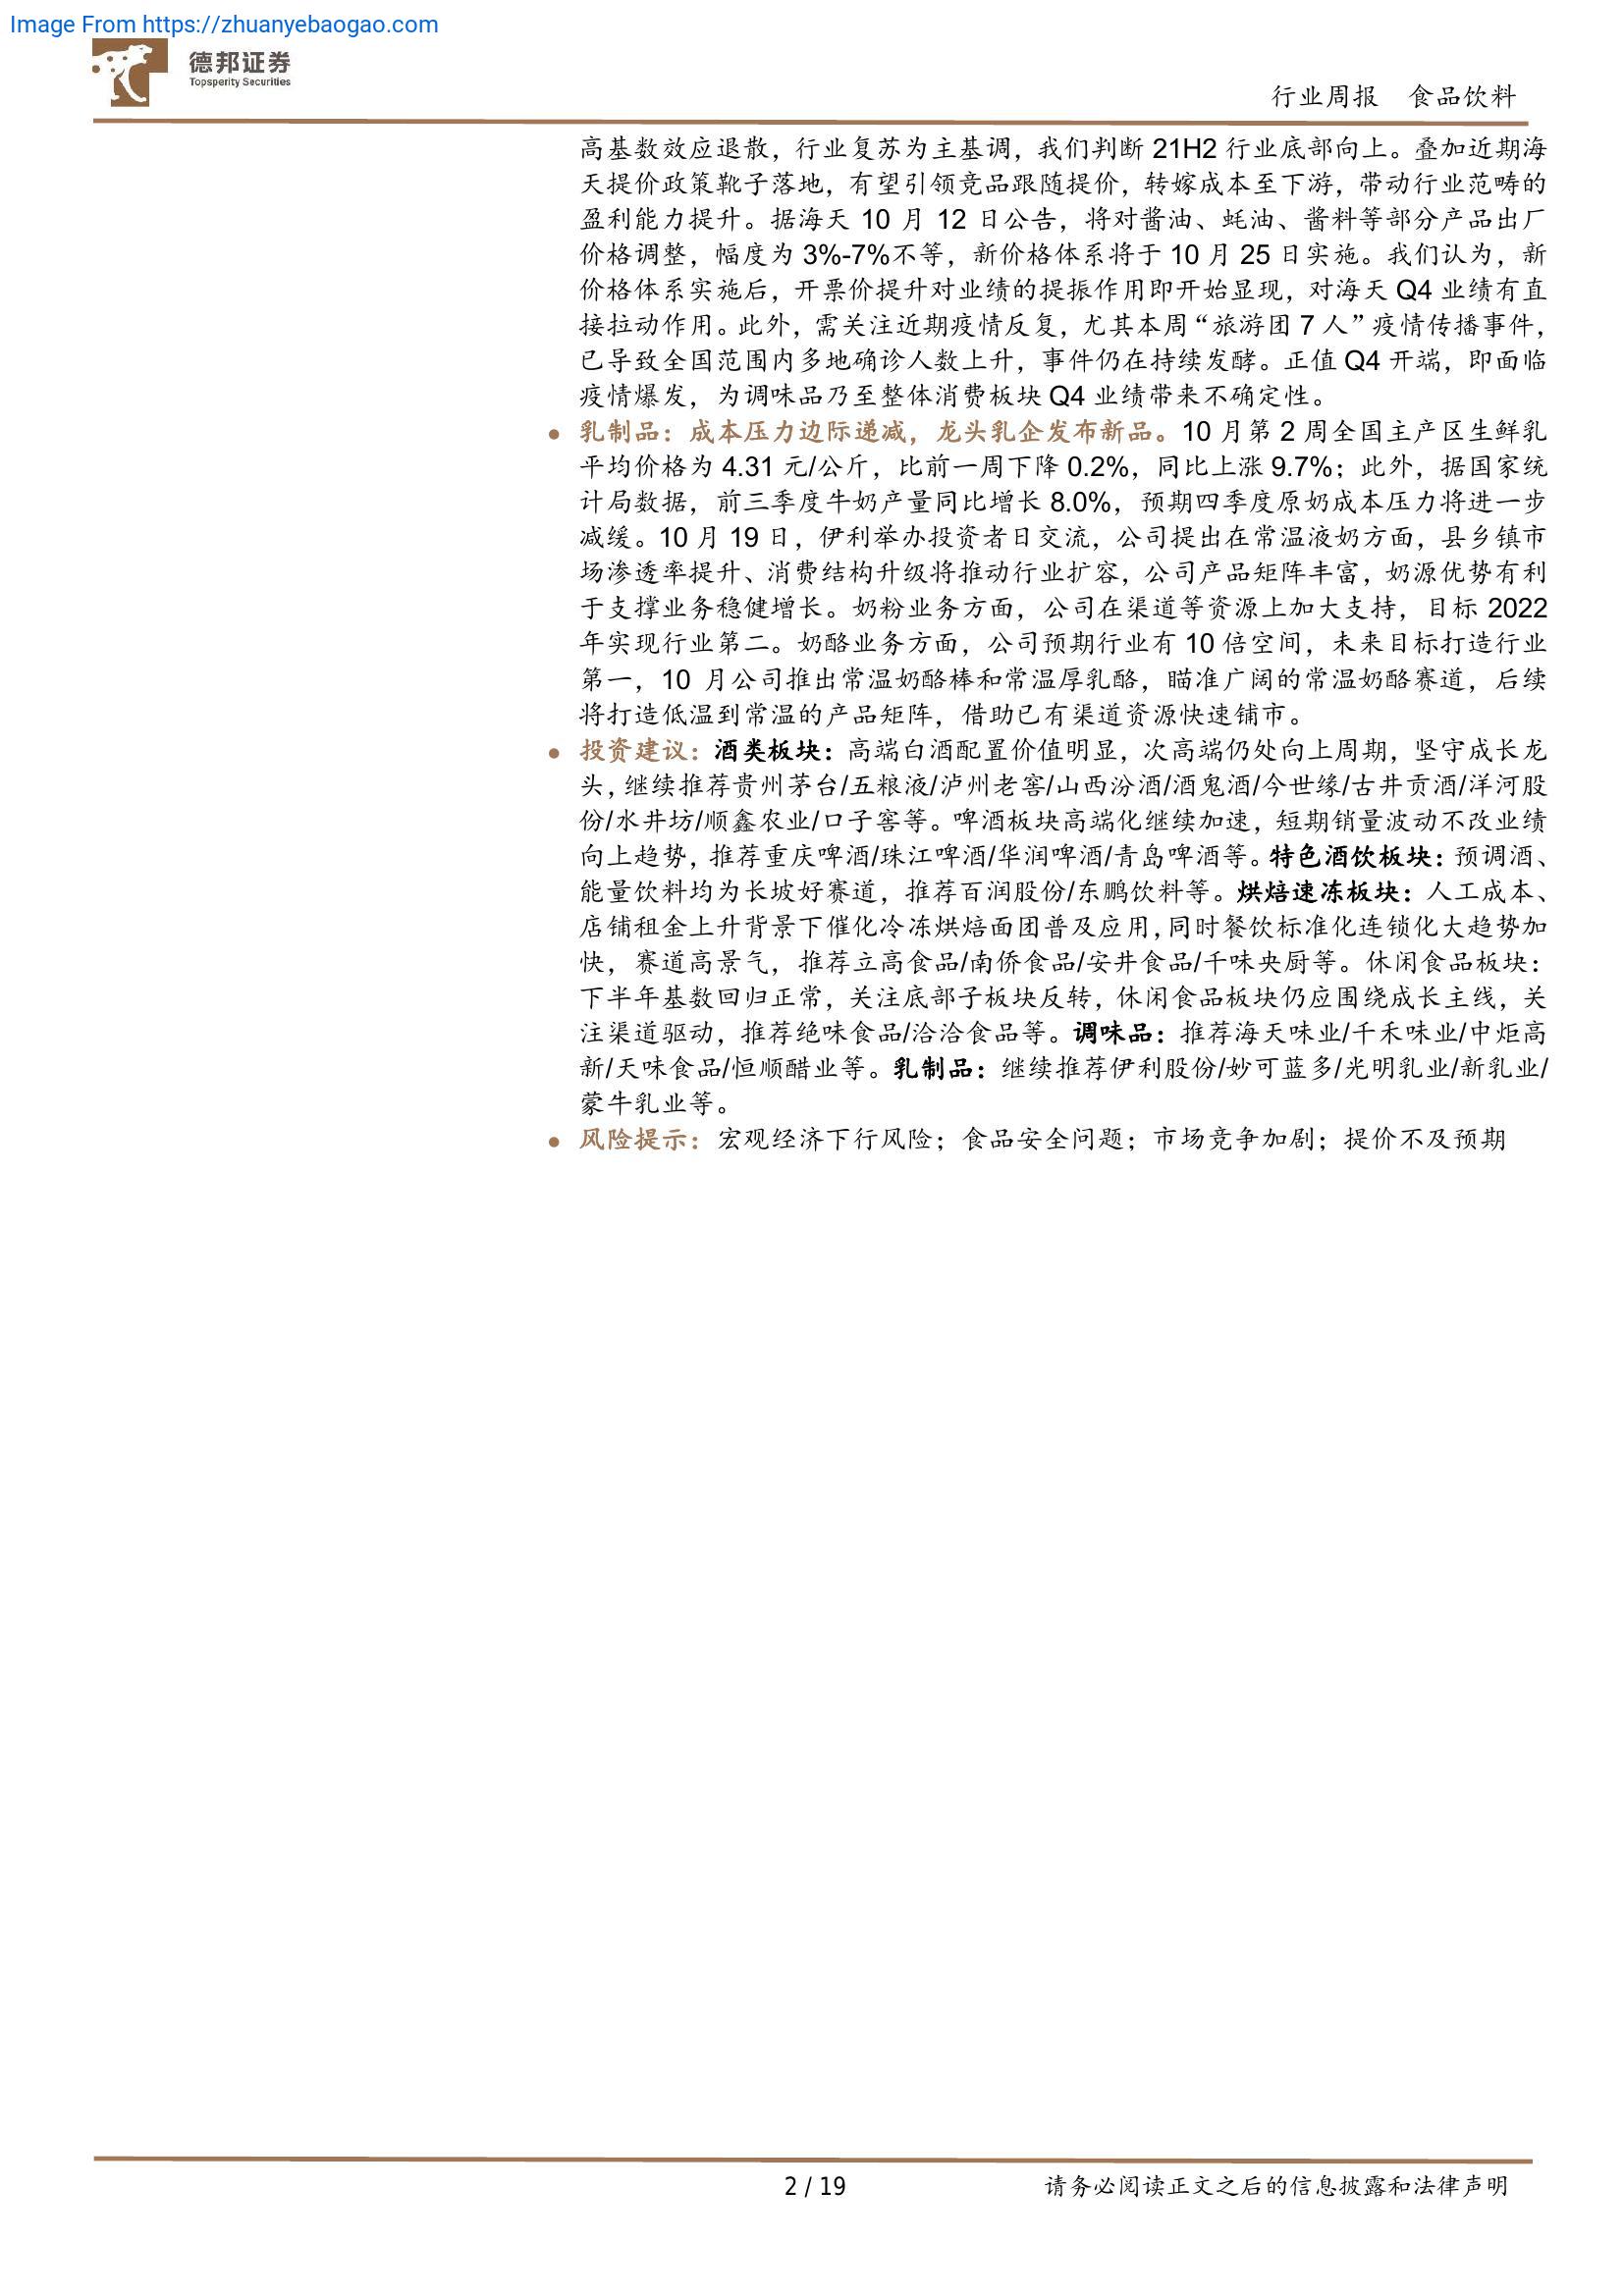 Image From https://zhuanyebaogao.com
德邦证券
Topsperity Securities
行业周报 食品饮料
高基数效应退散，行业复苏为主基调，我们判断 21H2 行业底部向上。叠加近期海
天提价政策靴子落地，有望引领竞品跟随提价，转嫁成本至下游，带动行业范畴的
盈利能力提升。据海天 10 月 12 日公告，将对酱油、蚝油、酱料等部分产品出厂
价格调整，幅度为 3%-7%不等，新价格体系将于 10 月 25 日实施。我们认为，新
价格体系实施后，开票价提升对业绩的提振作用即开始显现，对海天 Q4 业绩有直
接拉动作用。此外，需关注近期疫情反复，尤其本周“旅游团 7 人”疫情传播事件，
已导致全国范围内多地确诊人数上升，事件仍在持续发酵。正值 Q4 开端，即面临
疫情爆发，为调味品乃至整体消费板块 Q4 业绩带来不确定性。
● 乳制品：成本压力边际递减，龙头乳企发布新品。10 月第 2 周全国主产区生鲜乳
平均价格为 4.31 元/公斤，比前一周下降 0.2%，同比上涨 9.7%；此外，据国家统
计局数据，前三季度牛奶产量同比增长 8.0%，预期四季度原奶成本压力将进一步
减缓。10 月 19 日，伊利举办投资者日交流，公司提出在常温液奶方面，县乡镇市
场渗透率提升、消费结构升级将推动行业扩容，公司产品矩阵丰富，奶源优势有利
于支撑业务稳健增长。奶粉业务方面，公司在渠道等资源上加大支持，目标 2022
年实现行业第二。奶酪业务方面，公司预期行业有 10 倍空间，未来目标打造行业
第一，10 月公司推出常温奶酪棒和常温厚乳酪，瞄准广阔的常温奶酪赛道，后续
将打造低温到常温的产品矩阵，借助已有渠道资源快速铺市。
● 投资建议：酒类板块：高端白酒配置价值明显，次高端仍处向上周期，坚守成长龙
头，继续推荐贵州茅台/五粮液/泸州老窖/山西汾酒/酒鬼酒/今世缘/古井贡酒/洋河股
份/水井坊/顺鑫农业/口子窖等。啤酒板块高端化继续加速，短期销量波动不改业绩
向上趋势，推荐重庆啤酒/珠江啤酒/华润啤酒/青岛啤酒等。特色酒饮板块：预调酒、
能量饮料均为长坡好赛道，推荐百润股份/东鹏饮料等。烘焙速冻板块：人工成本、
店铺租金上升背景下催化冷冻烘焙面团普及应用，同时餐饮标准化连锁化大趋势加
快，赛道高景气，推荐立高食品/南侨食品/安井食品/千味央厨等。休闲食品板块：
下半年基数回归正常，关注底部子板块反转，休闲食品板块仍应围绕成长主线，关
注渠道驱动，推荐绝味食品/洽洽食品等。调味品：推荐海天味业/千禾味业/中炬高
新/天味食品/恒顺醋业等。乳制品：继续推荐伊利股份/妙可蓝多/光明乳业/新乳业/
蒙牛乳业等。
● 风险提示：宏观经济下行风险；食品安全问题；市场竞争加剧；提价不及预期
2 / 19
请务必阅读正文之后的信息披露和法律声明